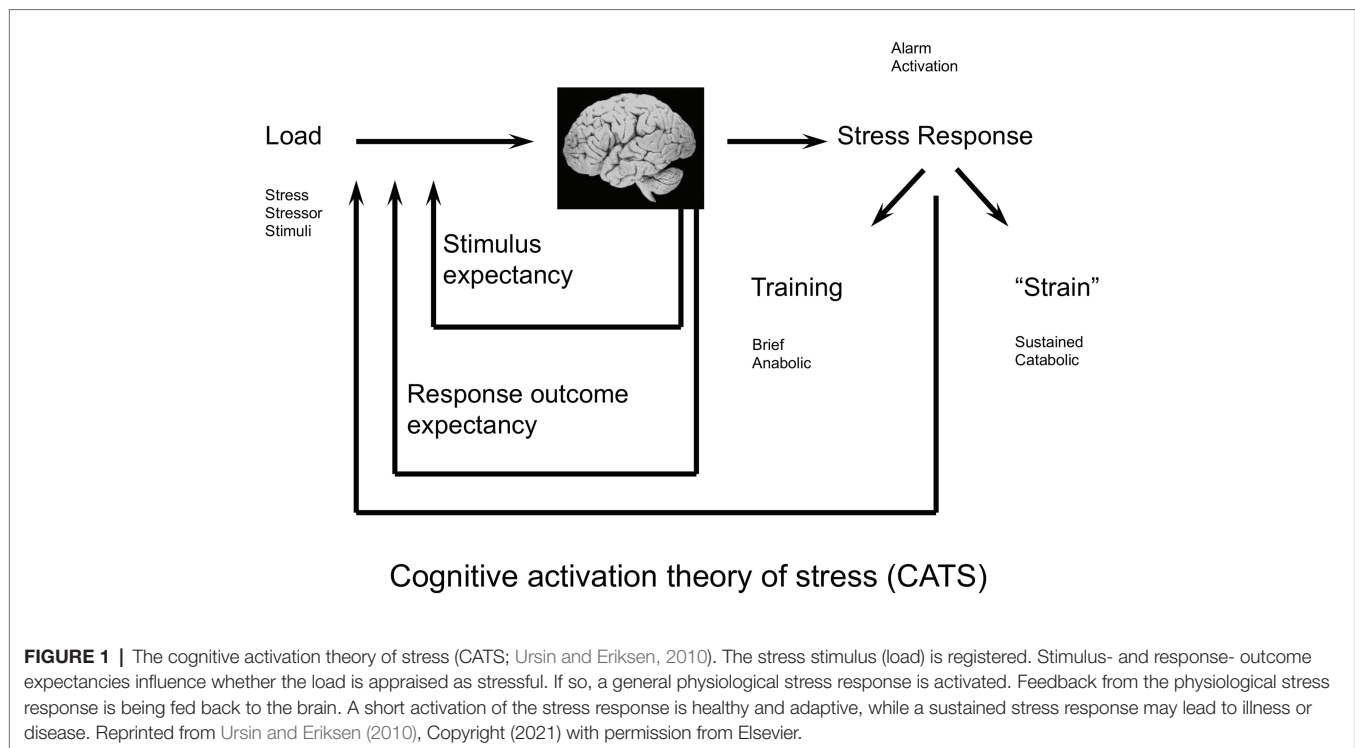 Alarm
Activation
Load
Stress Response
Stress
Stressor
Stimuli
Stimulus
expectancy
Training
“Strain”
Brief
Anabolic
Sustained
Catabolic
Response outcome
expectancy
Cognitive activation theory of stress (CATS)
FIGURE 1 | The cognitive activation theory of stress (CATS; Ursin and Eriksen, 2010). The stress stimulus (load) is registered. Stimulus- and response- outcome
expectancies influence whether the load is appraised as stressful. If so, a general physiological stress response is activated. Feedback from the physiological stress
response is being fed back to the brain. A short activation of the stress response is healthy and adaptive, while a sustained stress response may lead to illness or
disease. Reprinted from Ursin and Eriksen (2010), Copyright (2021) with permission from Elsevier.